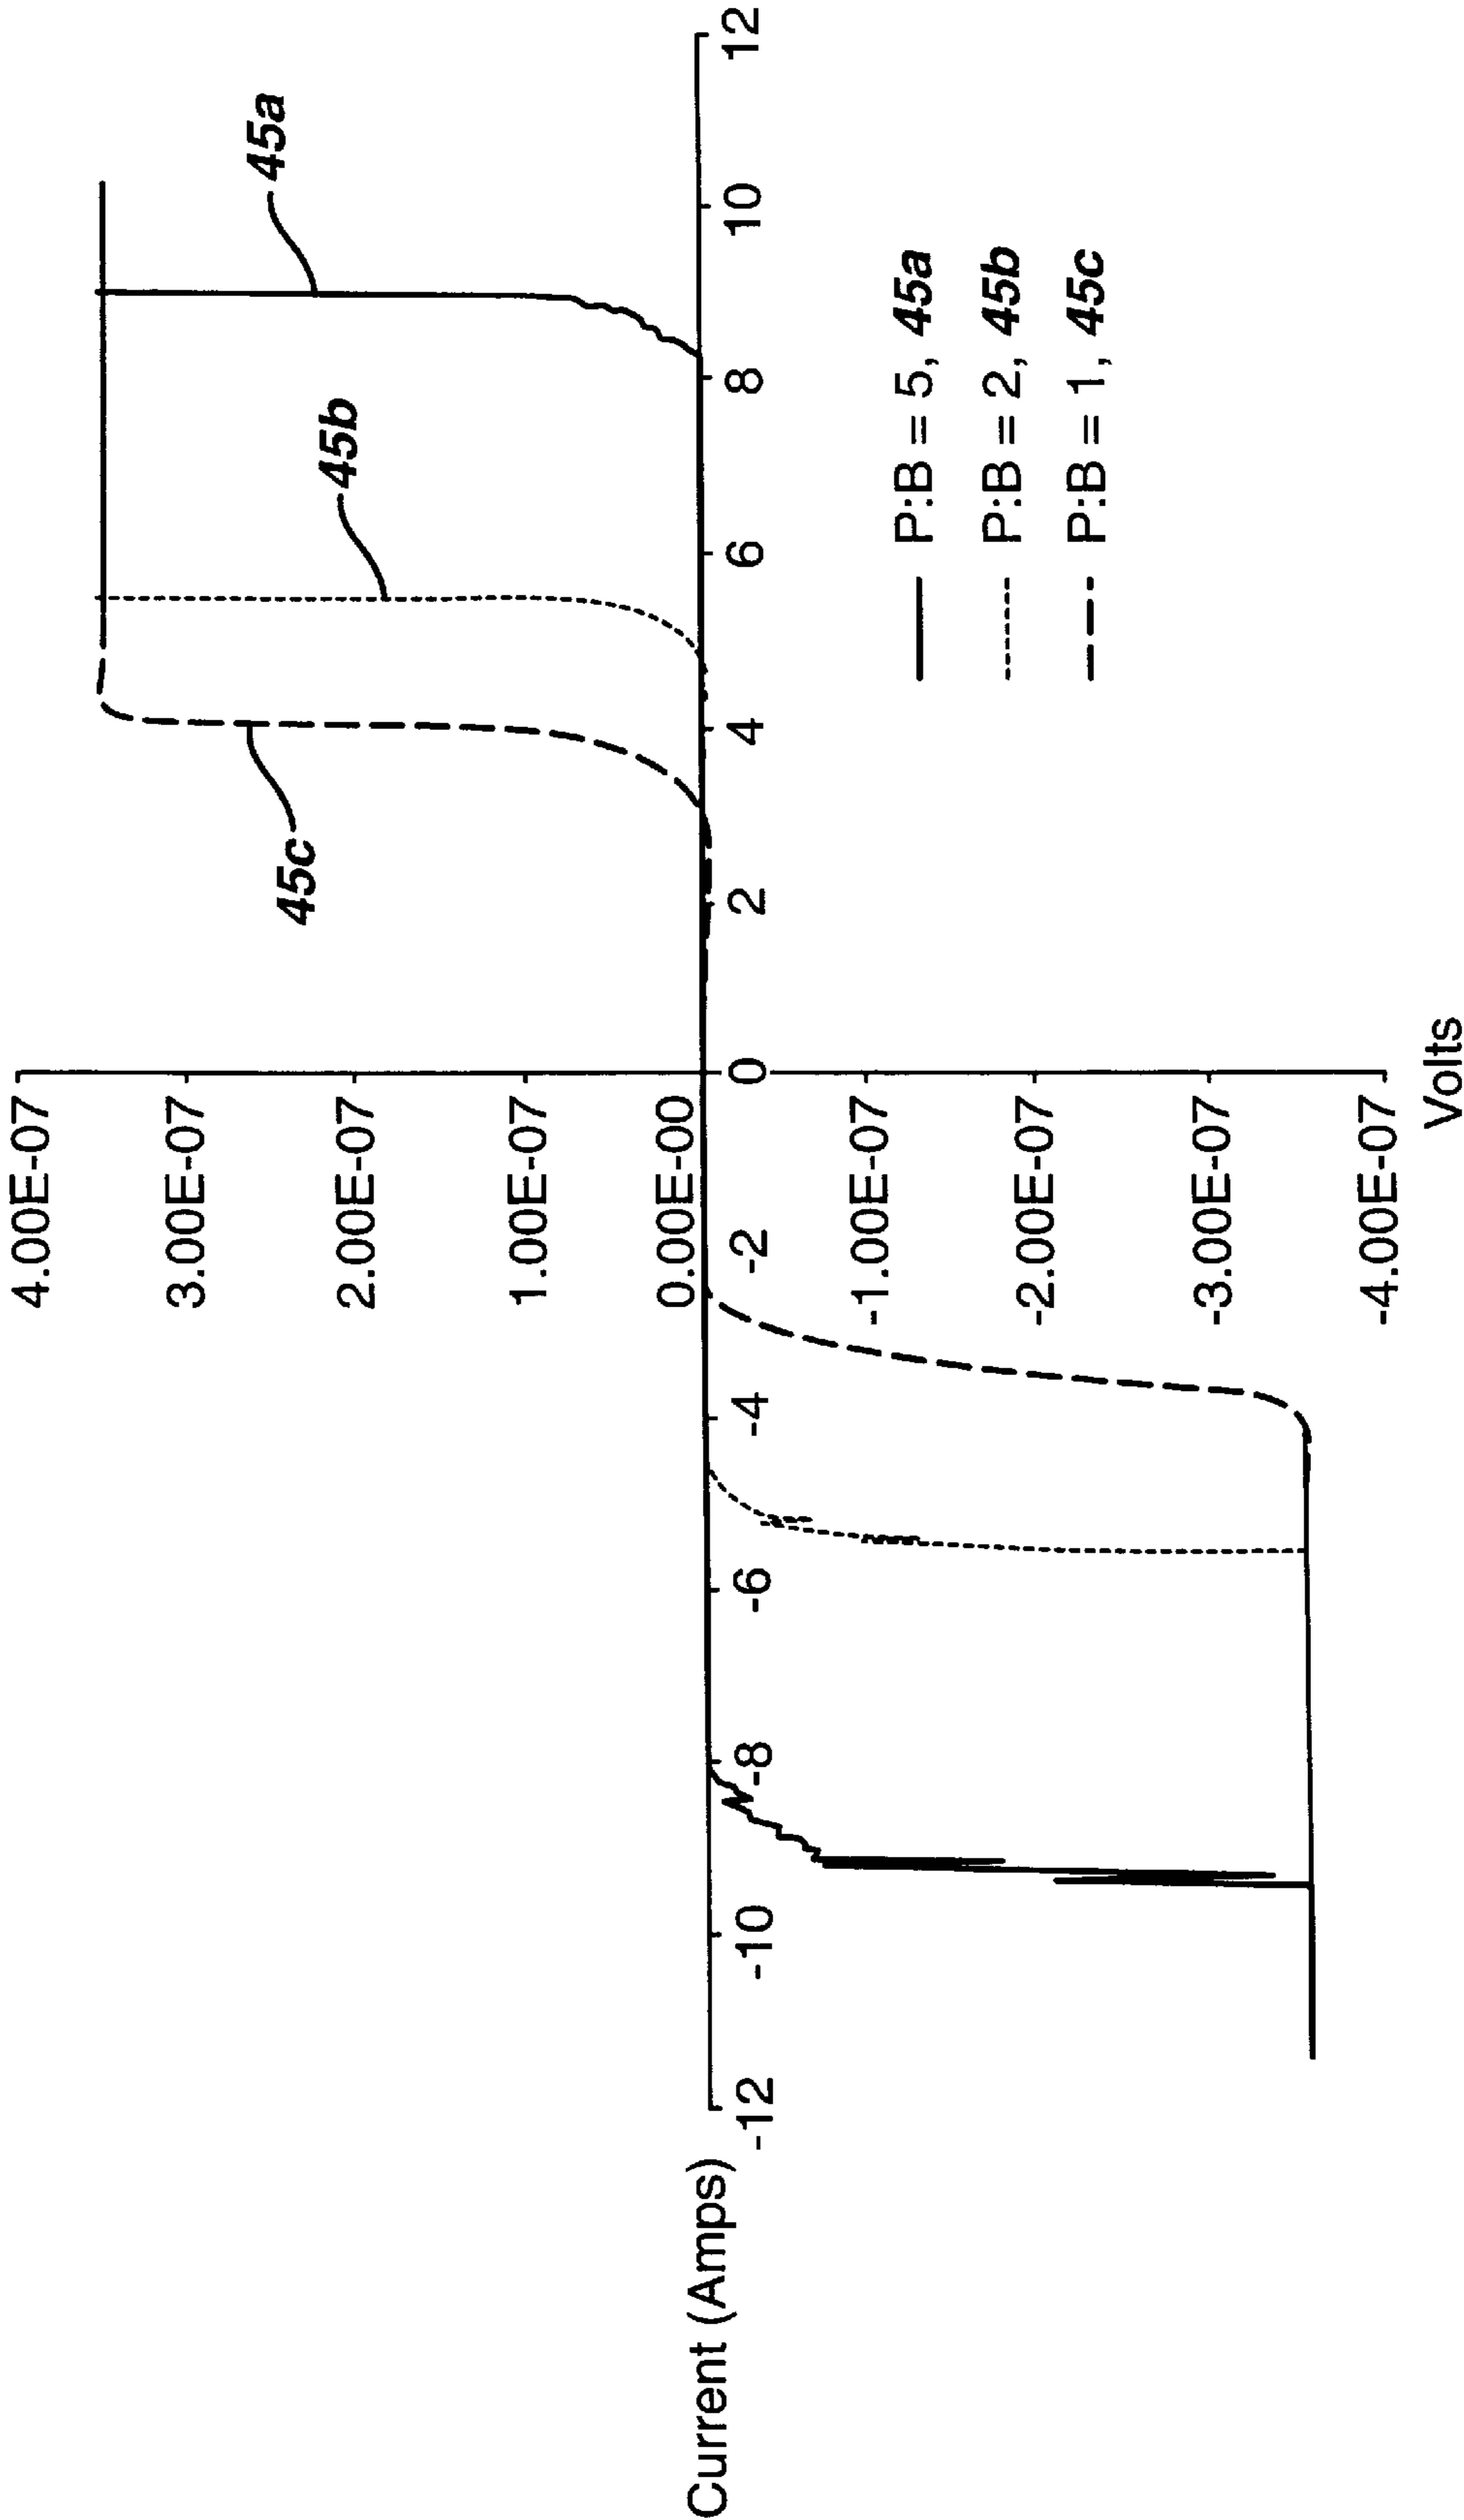 4.00E-07
3.00E-07
2.00E-07
1.00E-07
0.00E-00
-1.00E-07
-2.00E-07
-3.00E-07
-4.00E-07
Current (Amps)
-12
-10
-8
-6
-4
-2
0
2
4
6
8
10
12
45c
45b
45a
P:B = 5, 45a
P:B = 2, 45b
P:B = 1, 45c
Volts